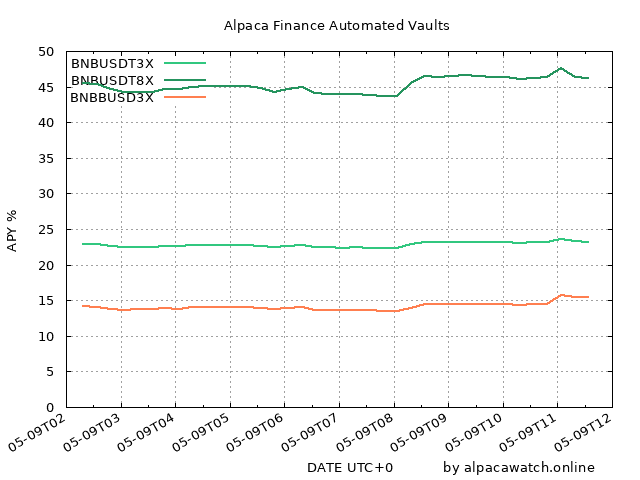 Alpaca Finance Automated Vaults
BNBUSDT3X
BNBUSDT8X
BNBBUSD3X
50
45
40
35
30
25
20
15
10
5
0
APY %
05-09T02
05-09T03
05-09T04
05-09T05
05-09T06
05-09T07
05-09T08
05-09T09
05-09T10
05-09T11
05-09T12
DATE UTC+0
by alpacawatch.online